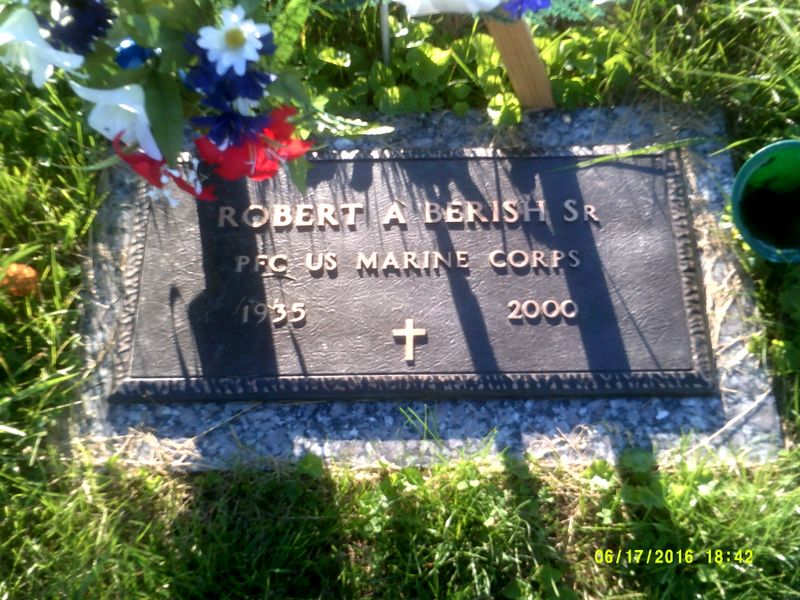 ROBERT A BERISH SR
PFC US MARINE CORPS
1935 2000
06/17/2016 18:42